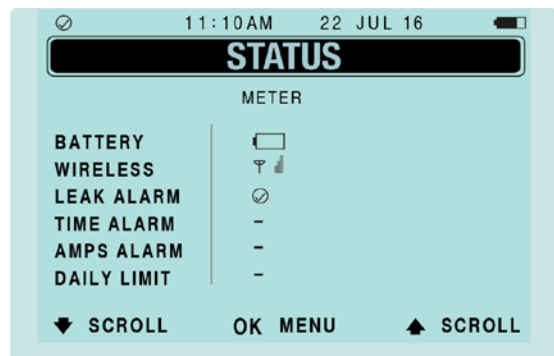 11:10AM 22 JUL 16
STATUS
METER
BATTERY
WIRELESS
LEAK ALARM
TIME ALARM –
AMPS ALARM –
DAILY LIMIT –
SCROLL OK MENU SCROLL